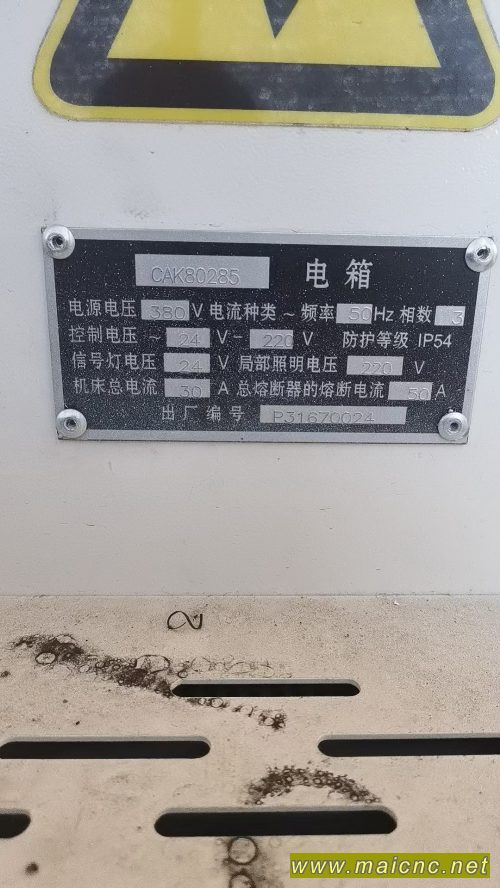 CAK80285 电箱
电源电压 380 V 电流种类 ~ 频率 50 Hz 相数 3
控制电压 ~ 24 V- 220 V 防护等级 IP54
信号灯电压 24 V 局部照明电压 220 V
机床总电流 30 A 总熔断器的熔断电流 50 A
出厂编号 P31670024
www.maicnc.net